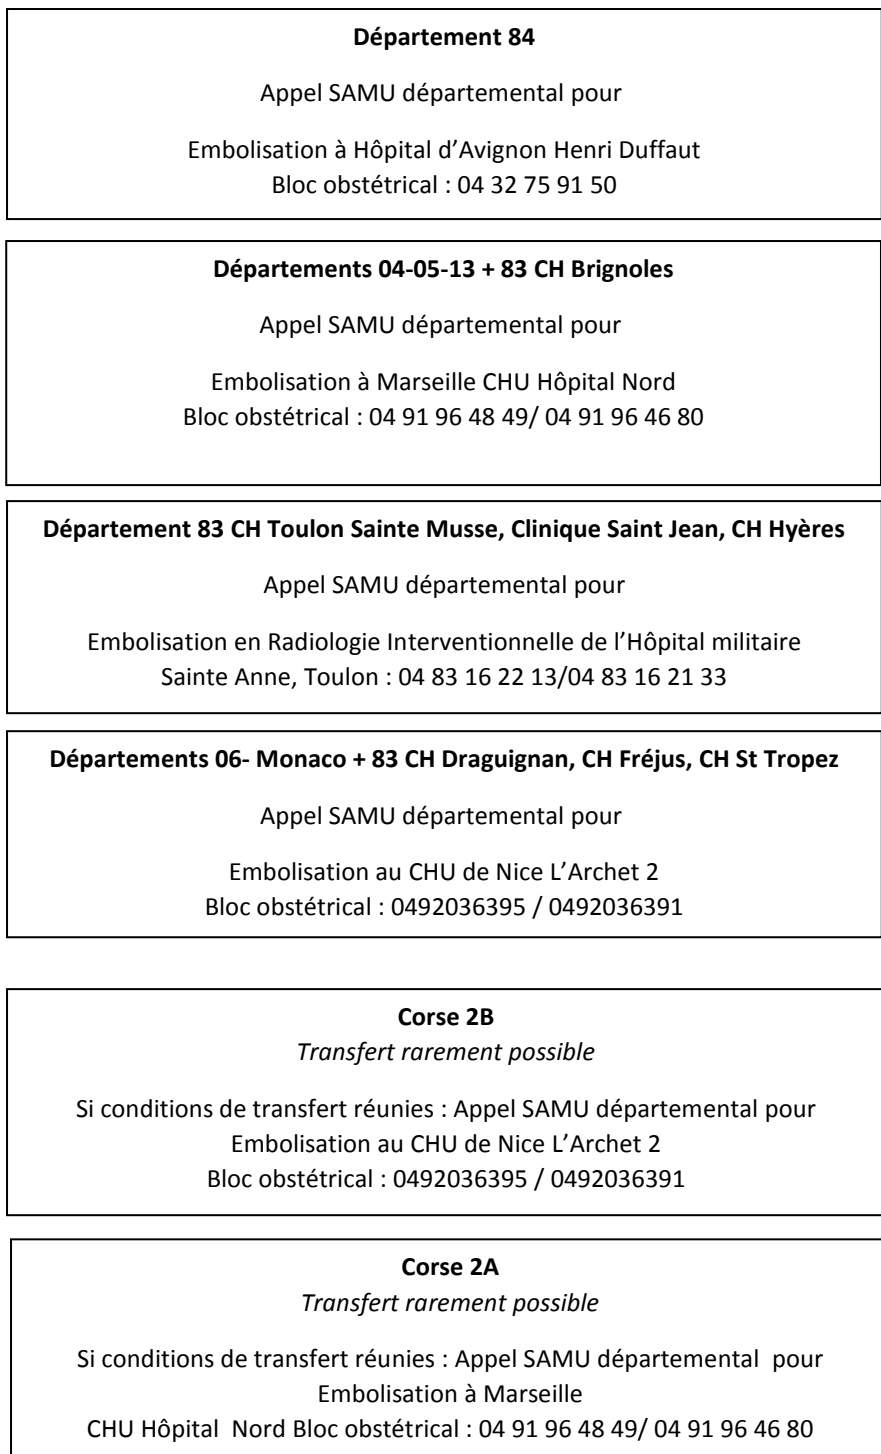 Département 84
Appel SAMU départemental pour
Embolisation à Hôpital d’Avignon Henri Duffaut
Bloc obstétrical : 04 32 75 91 50
Départements 04-05-13 + 83 CH Brignoles
Appel SAMU départemental pour
Embolisation à Marseille CHU Hôpital Nord
Bloc obstétrical : 04 91 96 48 49/ 04 91 96 46 80
Département 83 CH Toulon Sainte Musse, Clinique Saint Jean, CH Hyères
Appel SAMU départemental pour
Embolisation en Radiologie Interventionnelle de l’Hôpital militaire
Sainte Anne, Toulon : 04 83 16 22 13/04 83 16 21 33
Départements 06- Monaco + 83 CH Draguignan, CH Fréjus, CH St Tropez
Appel SAMU départemental pour
Embolisation au CHU de Nice L’Archet 2
Bloc obstétrical : 0492036395 / 0492036391
Corse 2B
Transfert rarement possible
Si conditions de transfert réunies : Appel SAMU départemental pour
Embolisation au CHU de Nice L’Archet 2
Bloc obstétrical : 0492036395 / 0492036391
Corse 2A
Transfert rarement possible
Si conditions de transfert réunies : Appel SAMU départemental pour
Embolisation à Marseille
CHU Hôpital Nord Bloc obstétrical : 04 91 96 48 49/ 04 91 96 46 80